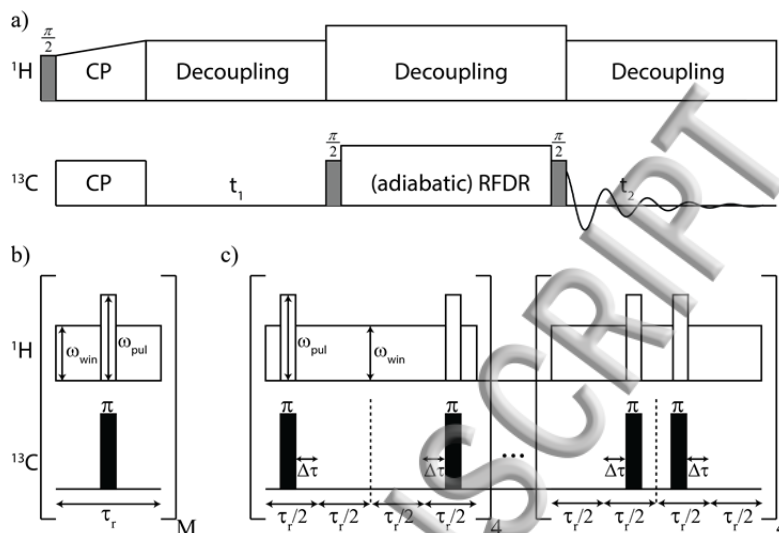 a)
π/2
¹H
CP
Decoupling
Decoupling
Decoupling
π/2
π/2
¹³C
CP
t₁
(adiabatic) RFDR
t₂
b)
c)
¹H
ω_win
ω_pul
ω_pul
ω_win
¹³C
π
π
π
π
π
Δτ
Δτ
...
Δτ
Δτ
τ_r
M
τ_r/2
τ_r/2
τ_r/2
τ_r/2
4
τ_r/2
τ_r/2
τ_r/2
τ_r/2
USCRIPT